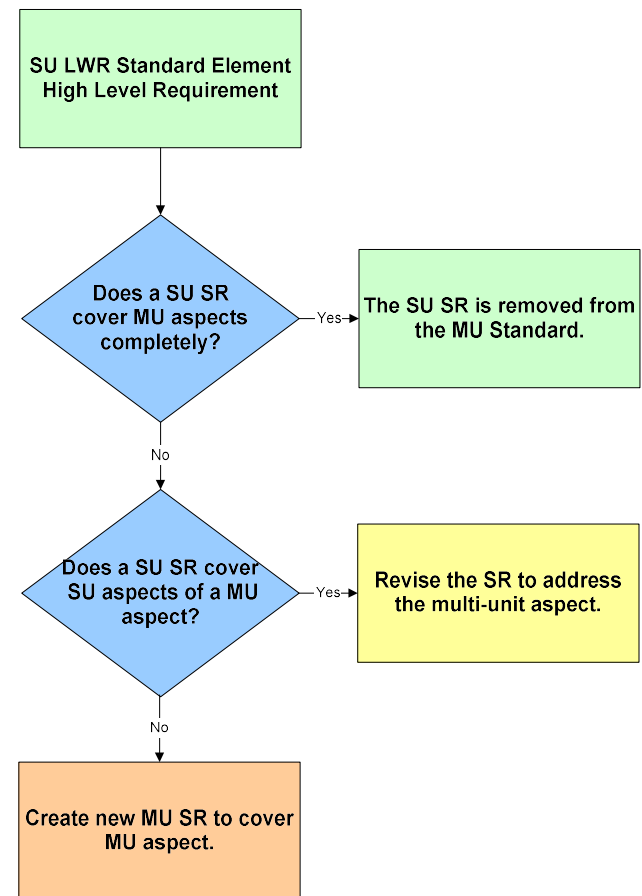 SU LWR Standard Element
High Level Requirement
Does a SU SR
cover MU aspects
completely?
Yes
The SU SR is removed from
the MU Standard.
No
Does a SU SR cover
SU aspects of a MU
aspect?
Yes
Revise the SR to address
the multi-unit aspect.
No
Create new MU SR to cover
MU aspect.